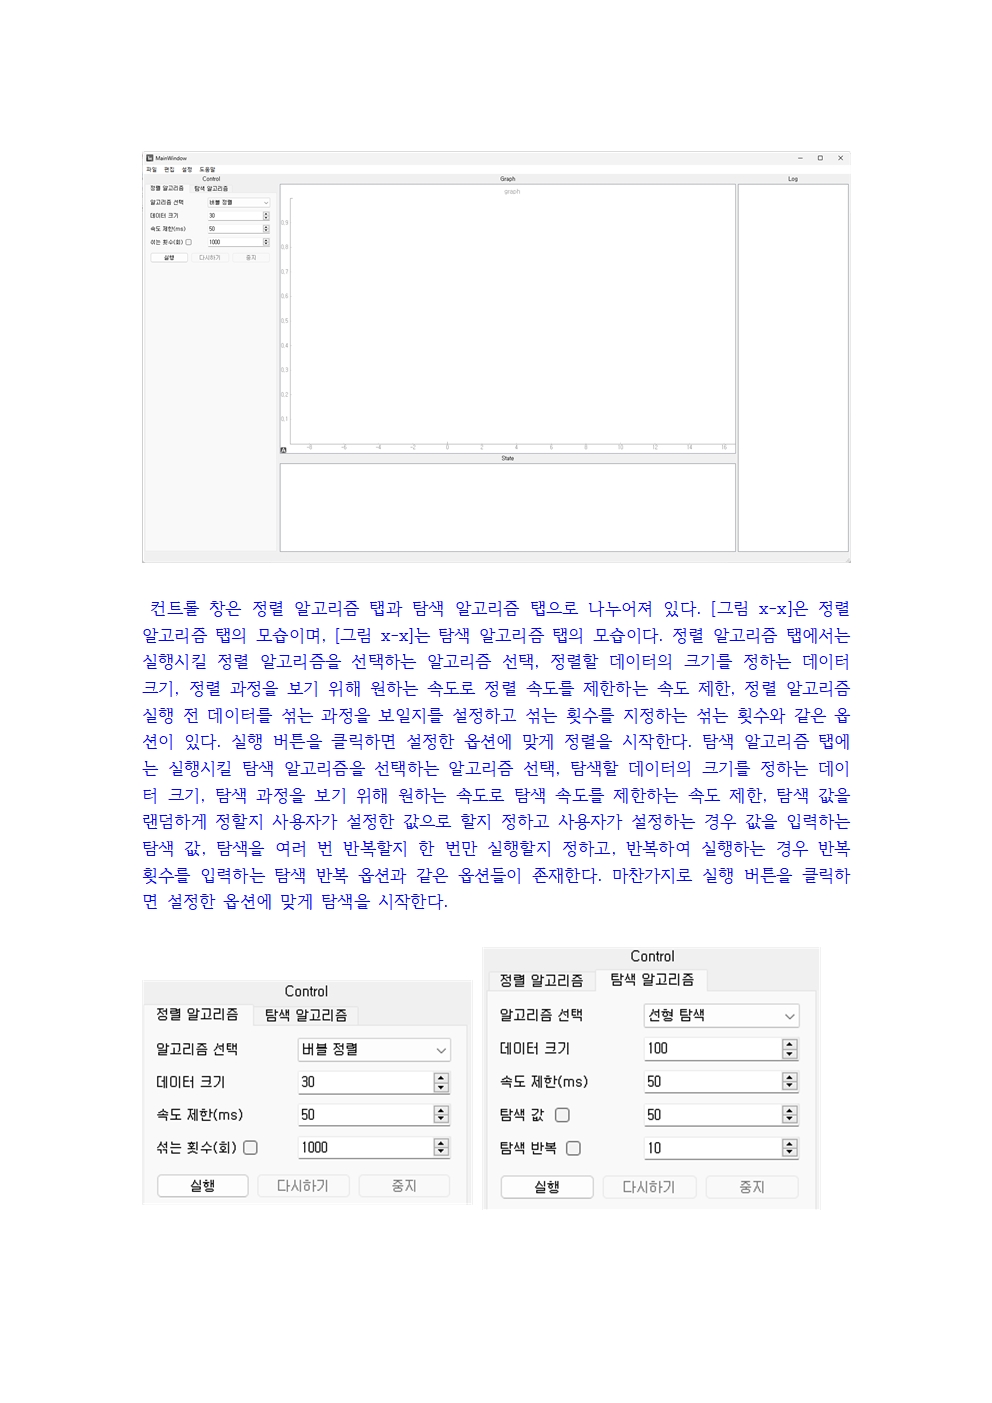 MainWindow
파일 편집 설정 도움말
Control
Graph
Log
정렬 알고리즘 탐색 알고리즘
알고리즘 선택 버블 정렬
데이터 크기 30
속도 제한(ms) 50
섞는 횟수(회) 1000
실행 다시하기 중지
graph
0.9
0.8
0.7
0.6
0.5
0.4
0.3
0.2
0.1
-8 -6 -4 -2 0 2 4 6 8 10 12 14 16
A
State
컨트롤 창은 정렬 알고리즘 탭과 탐색 알고리즘 탭으로 나누어져 있다. [그림 x-x]은 정렬
알고리즘 탭의 모습이며, [그림 x-x]는 탐색 알고리즘 탭의 모습이다. 정렬 알고리즘 탭에서는
실행시킬 정렬 알고리즘을 선택하는 알고리즘 선택, 정렬할 데이터의 크기를 정하는 데이터
크기, 정렬 과정을 보기 위해 원하는 속도로 정렬 속도를 제한하는 속도 제한, 정렬 알고리즘
실행 전 데이터를 섞는 과정을 보일지를 설정하고 섞는 횟수를 지정하는 섞는 횟수와 같은 옵
션이 있다. 실행 버튼을 클릭하면 설정한 옵션에 맞게 정렬을 시작한다. 탐색 알고리즘 탭에
는 실행시킬 탐색 알고리즘을 선택하는 알고리즘 선택, 탐색할 데이터의 크기를 정하는 데이
터 크기, 탐색 과정을 보기 위해 원하는 속도로 탐색 속도를 제한하는 속도 제한, 탐색 값을
랜덤하게 정할지 사용자가 설정한 값으로 할지 정하고 사용자가 설정하는 경우 값을 입력하는
탐색 값, 탐색을 여러 번 반복할지 한 번만 실행할지 정하고, 반복하여 실행하는 경우 반복
횟수를 입력하는 탐색 반복 옵션과 같은 옵션들이 존재한다. 마찬가지로 실행 버튼을 클릭하
면 설정한 옵션에 맞게 탐색을 시작한다.
Control
정렬 알고리즘 탐색 알고리즘
알고리즘 선택 버블 정렬
데이터 크기 30
속도 제한(ms) 50
섞는 횟수(회) 1000
실행 다시하기 중지
Control
정렬 알고리즘 탐색 알고리즘
알고리즘 선택 선형 탐색
데이터 크기 100
속도 제한(ms) 50
탐색 값 50
탐색 반복 10
실행 다시하기 중지